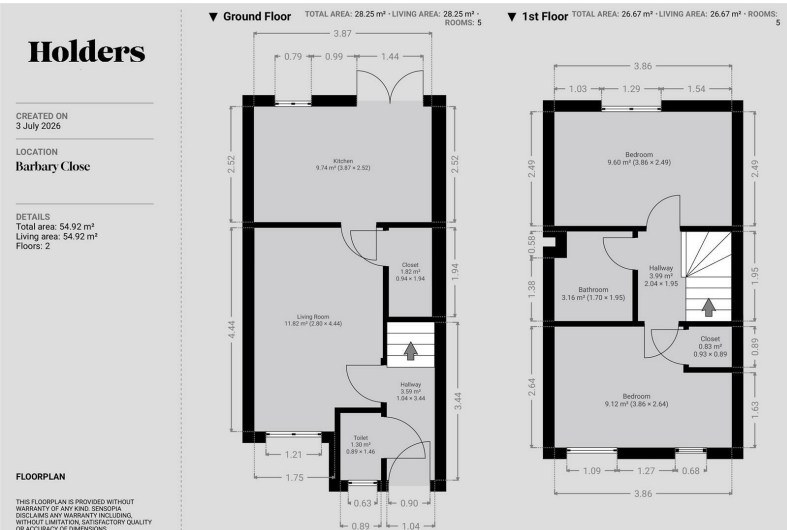 Holders
CREATED ON
3 July 2026
LOCATION
Barbary Close
DETAILS
Total area: 54.92 m²
Living area: 54.92 m²
Floors: 2
FLOORPLAN
THIS FLOORPLAN IS PROVIDED WITHOUT
WARRANTY OF ANY KIND. SENSOPIA
DISCLAIMS ANY WARRANTY INCLUDING,
WITHOUT LIMITATION, SATISFACTORY QUALITY
OR ACCURACY OF DIMENSIONS.
▼ Ground Floor TOTAL AREA: 28.25 m² • LIVING AREA: 28.25 m² •
ROOMS: 5
3.87
0.79 0.99 1.44
2.52
2.52
Kitchen
9.74 m² (3.87 × 2.52)
Closet
1.82 m²
0.94 × 1.94
1.94
4.44
Living Room
11.82 m² (2.80 × 4.44)
Hallway
3.59 m²
1.04 × 3.44
3.44
Toilet
1.30 m²
0.89 × 1.46
1.21
1.75
0.63 0.90
0.89 1.04
▼ 1st Floor TOTAL AREA: 26.67 m² • LIVING AREA: 26.67 m² • ROOMS:
5
3.86
1.03 1.29 1.54
2.49
2.49
Bedroom
9.60 m² (3.86 × 2.49)
0.58
1.38
Hallway
3.99 m²
2.04 × 1.95
1.95
Bathroom
3.16 m² (1.70 × 1.95)
Closet
0.83 m²
0.93 × 0.89
0.89
2.64
Bedroom
9.12 m² (3.86 × 2.64)
1.63
1.09 1.27 0.68
3.86